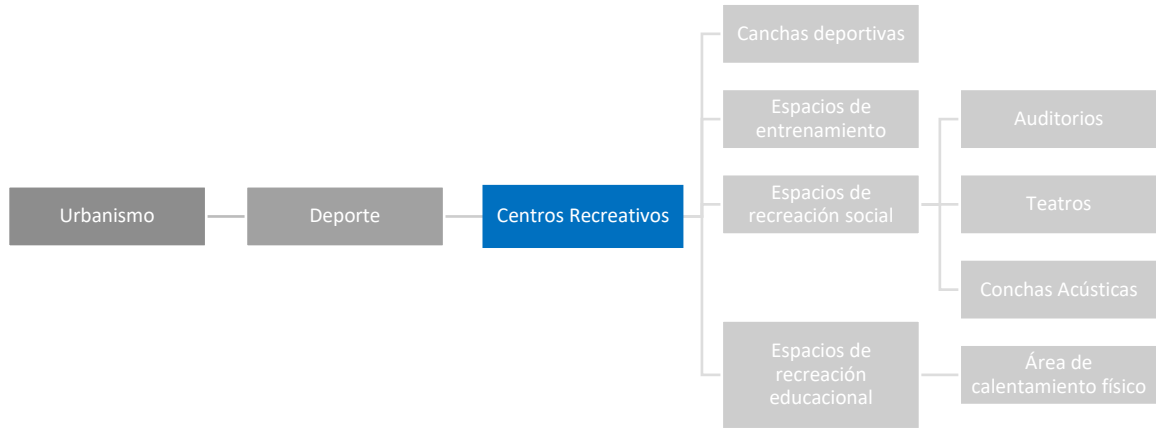 Urbanismo
Deporte
Centros Recreativos
Canchas deportivas
Espacios de
entrenamiento
Espacios de
recreación social
Auditorios
Teatros
Conchas Acústicas
Espacios de
recreación
educacional
Área de
calentamiento físico